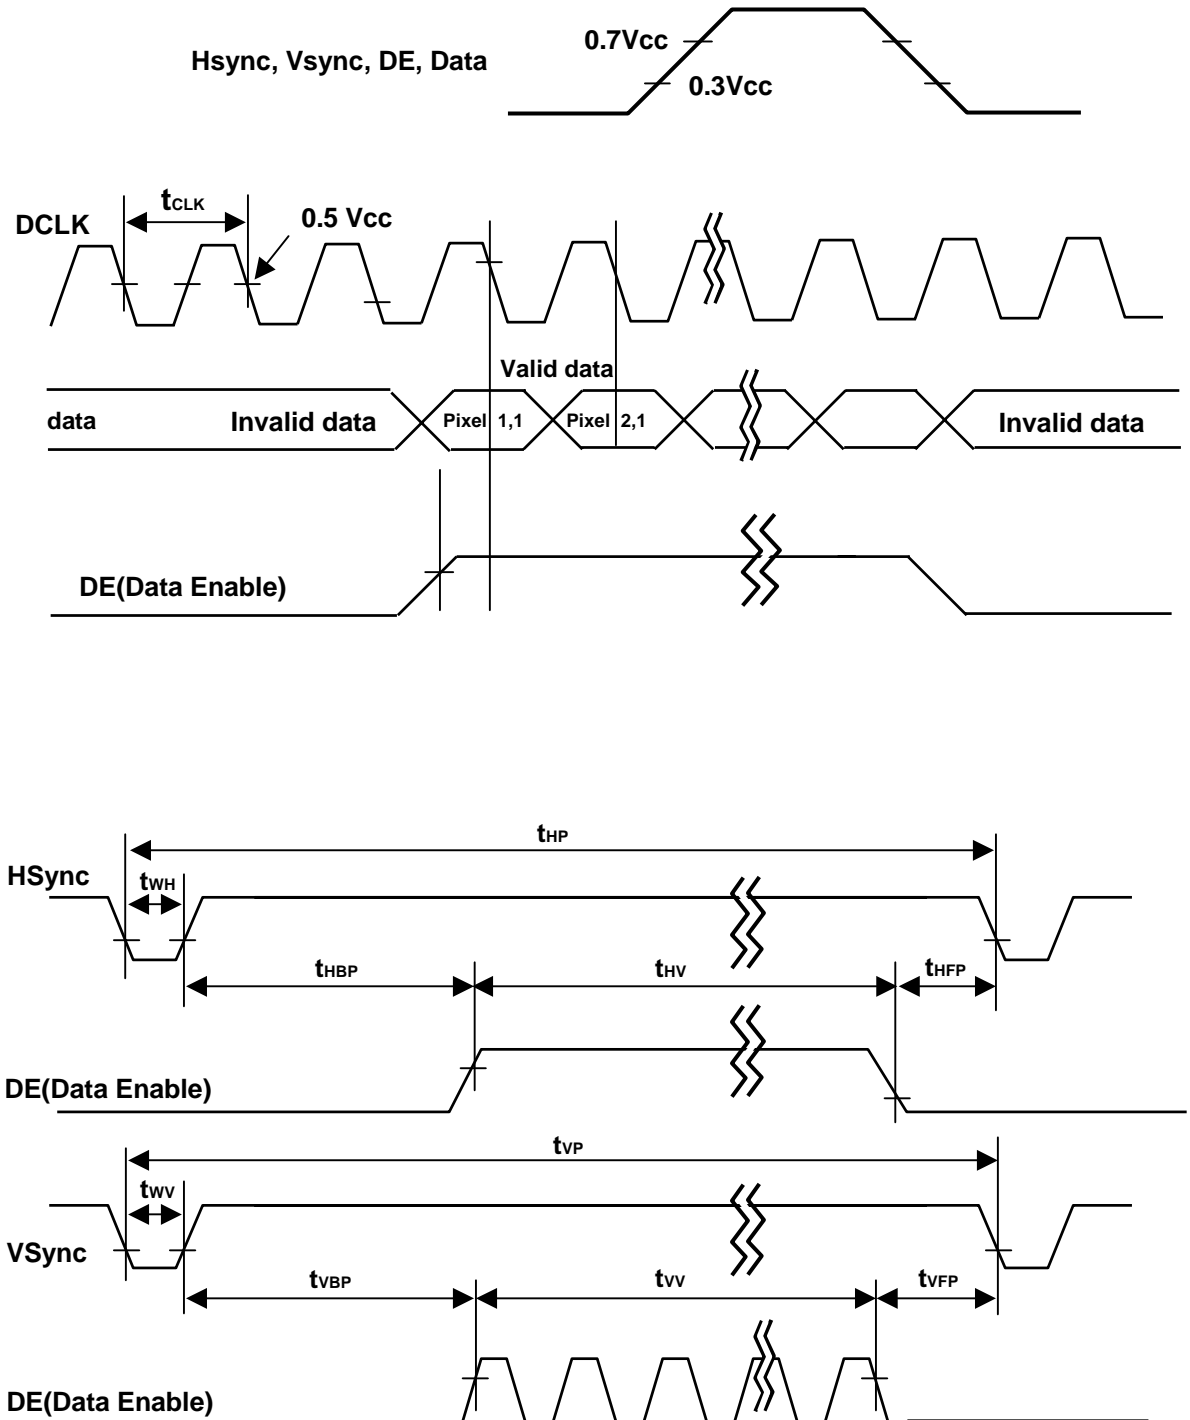 0.7Vcc
Hsync, Vsync, DE, Data
0.3Vcc
tCLK
DCLK
0.5 Vcc
Valid data
data
Invalid data
Pixel 1,1
Pixel 2,1
Invalid data
DE(Data Enable)
tHP
HSync
tWH
tHBP
tHV
tHFP
DE(Data Enable)
tVP
tWV
VSync
tVBP
tVV
tVFP
DE(Data Enable)